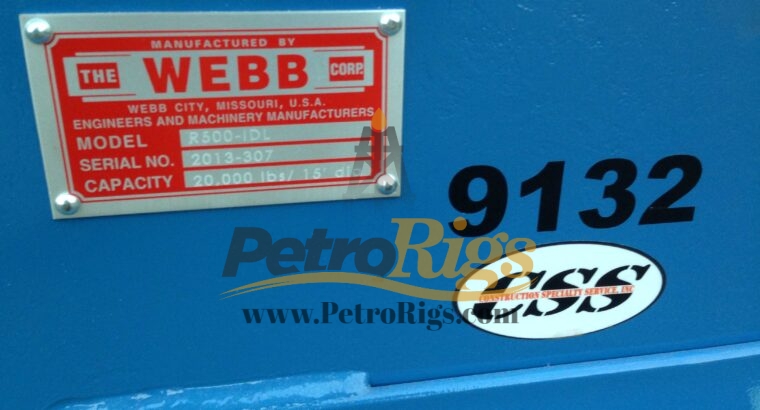 MANUFACTURED BY
THE WEBB CORP.
WEBB CITY, MISSOURI, U.S.A.
ENGINEERS AND MACHINERY MANUFACTURERS
MODEL R500-IDL
SERIAL NO. 2013-307
CAPACITY 20,000 lbs/ 15'
9132
PetroRigs
CSS
CONSTRUCTION SPECIALTY SERVICE, INC
www.PetroRigs.com